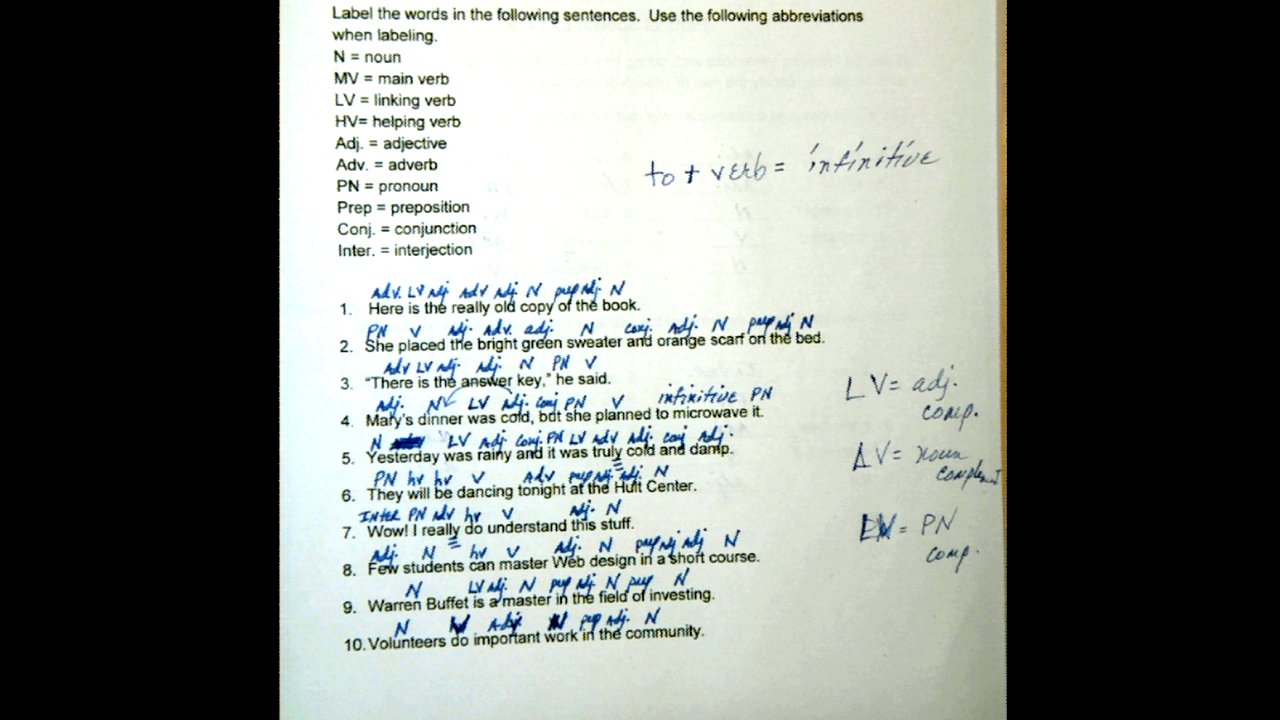 Label the words in the following sentences. Use the following abbreviations
when labeling.
N = noun
MV = main verb
LV = linking verb
HV= helping verb
Adj. = adjective
Adv. = adverb
PN = pronoun
Prep = preposition
Conj. = conjunction
Inter. = interjection
to + verb = infinitive
Adv. LV Adj. Adv Adj. N prep Adj. N
1. Here is the really old copy of the book.
PN V Adj. Adv. adj. N conj. Adj. N prep Adj N
2. She placed the bright green sweater and orange scarf on the bed.
Adv LV Adj. Adj. N PN V
3. "There is the answer key," he said.
Adj. N LV Adj. Conj PN V infinitive PN
4. Mary's dinner was cold, but she planned to microwave it.
N LV Adj Conj. PN LV Adv Adj. conj Adj.
5. Yesterday was rainy and it was truly cold and damp.
PN hv hv V Adv prep Adj Adj. N
6. They will be dancing tonight at the Hult Center.
Inter PN Adv hv V Adj. N
7. Wow! I really do understand this stuff.
Adj. N hv V Adj. N prep Adj Adj N
8. Few students can master Web design in a short course.
N LV Adj. N prep Adj N prep N
9. Warren Buffet is a master in the field of investing.
N V Adj N prep Adj. N
10. Volunteers do important work in the community.
LV = adj.
comp.
LV = noun
complement
LV = PN
comp.